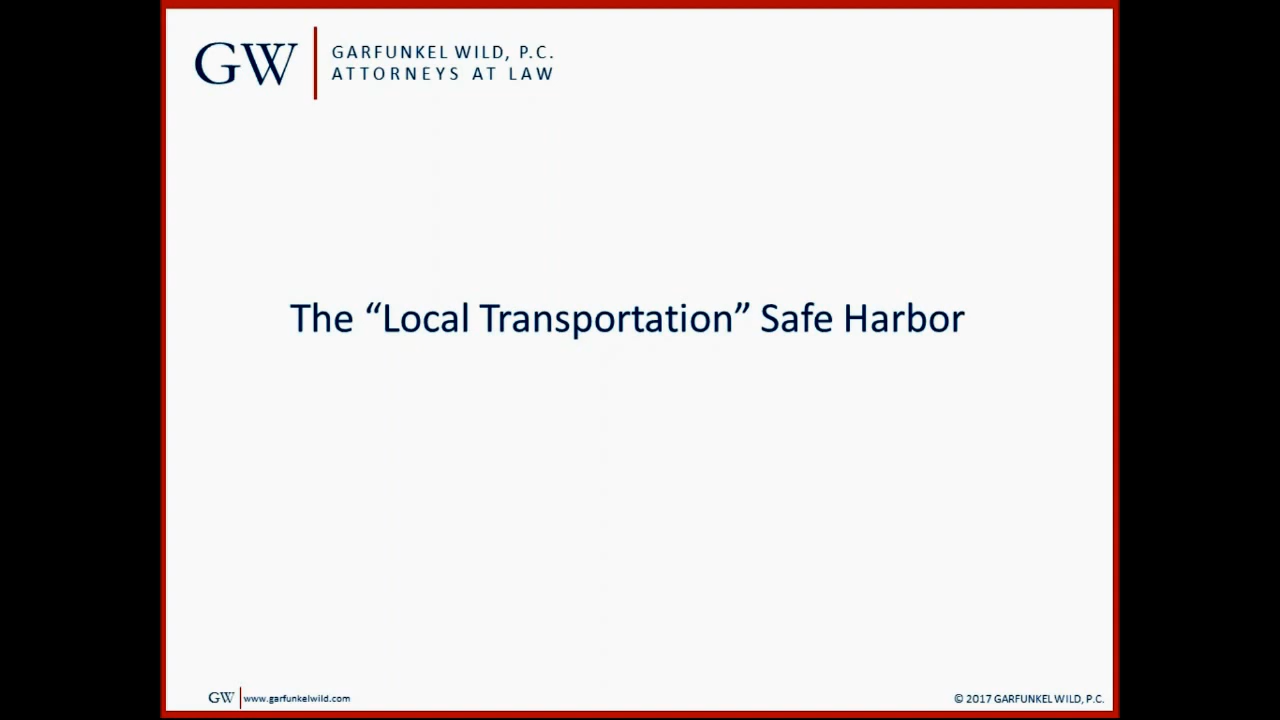 GW
GARFUNKEL WILD, P.C.
ATTORNEYS AT LAW
The “Local Transportation” Safe Harbor
GW www.garfunkelwild.com
© 2017 GARFUNKEL WILD, P.C.